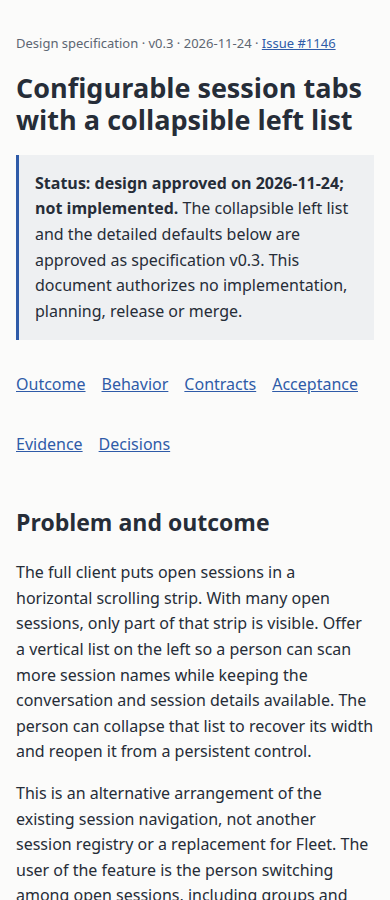 Design specification · v0.3 · 2026-11-24 · Issue #1146
Configurable session tabs
with a collapsible left list
Status: design approved on 2026-11-24;
not implemented. The collapsible left list
and the detailed defaults below are
approved as specification v0.3. This
document authorizes no implementation,
planning, release or merge.
Outcome Behavior Contracts Acceptance
Evidence Decisions
Problem and outcome
The full client puts open sessions in a
horizontal scrolling strip. With many open
sessions, only part of that strip is visible. Offer
a vertical list on the left so a person can scan
more session names while keeping the
conversation and session details available. The
person can collapse that list to recover its width
and reopen it from a persistent control.
This is an alternative arrangement of the
existing session navigation, not another
session registry or a replacement for Fleet. The
user of the feature is the person switching
among open sessions, including groups and